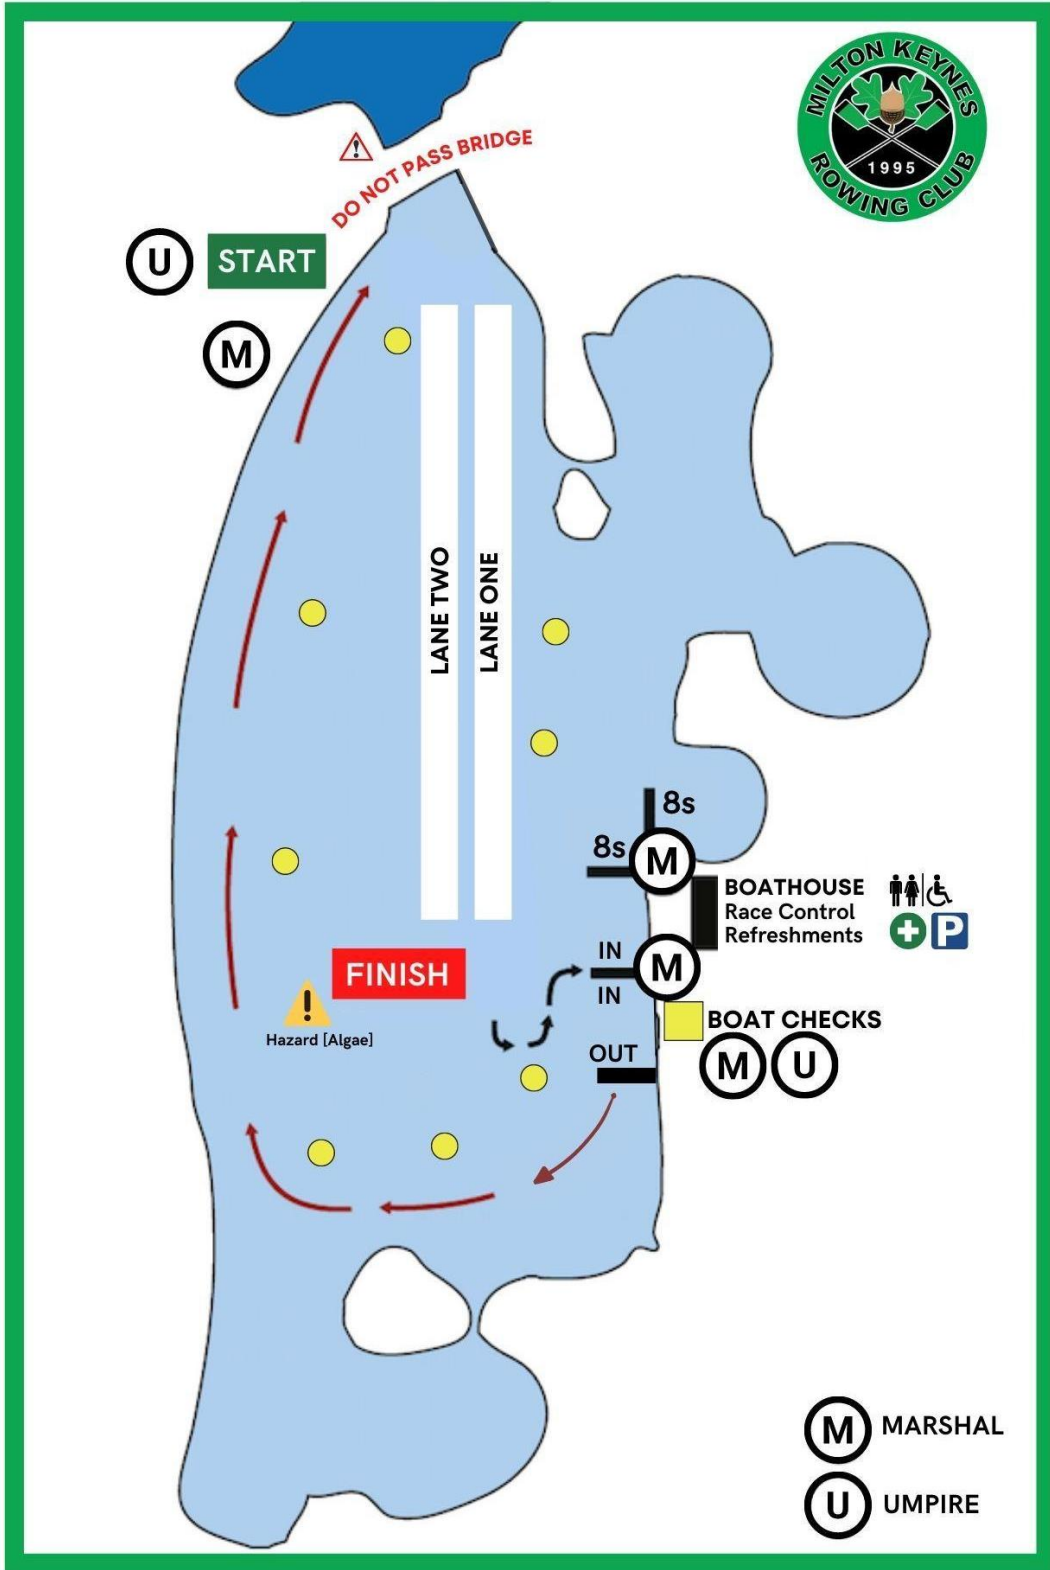 MILTON KEYNES
1995
ROWING CLUB
DO NOT PASS BRIDGE
U START
M
LANE TWO
LANE ONE
8s
8s
M
BOATHOUSE
Race Control
Refreshments
P
IN
M
IN
FINISH
Hazard [Algae]
BOAT CHECKS
M U
OUT
M MARSHAL
U UMPIRE